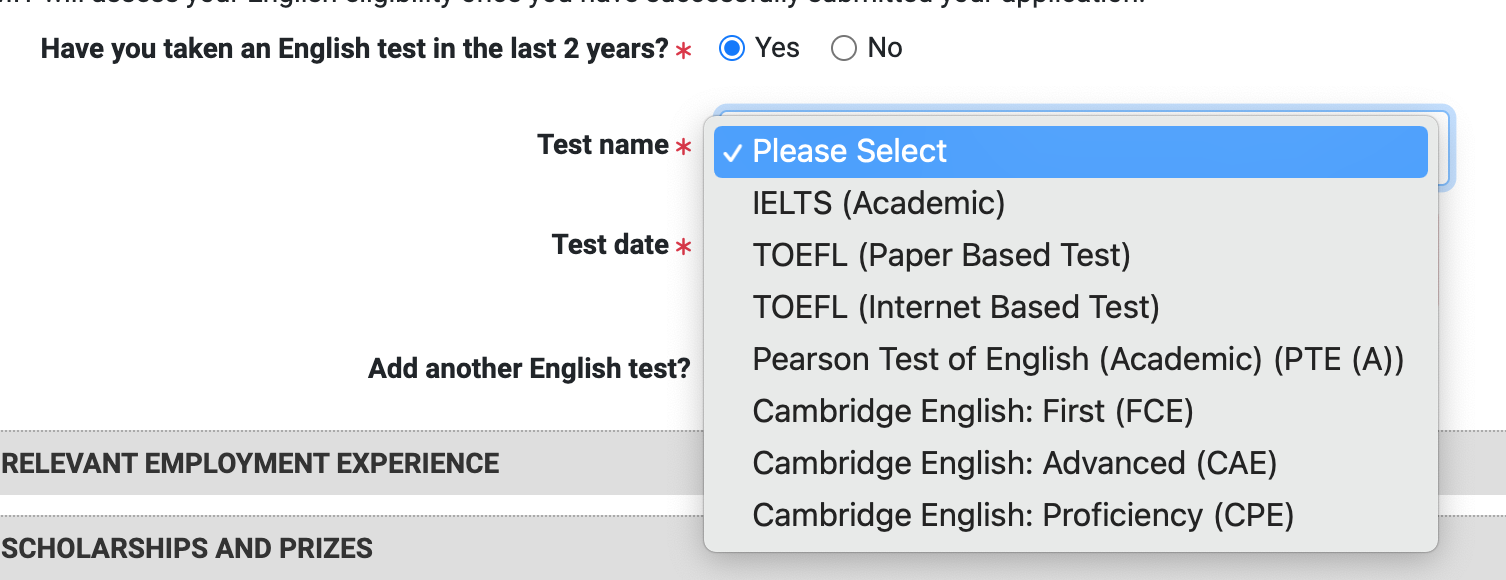 will assess your English eligibility once you have successfully submitted your application.
Have you taken an English test in the last 2 years? * Yes No
Test name *
✓ Please Select
IELTS (Academic)
TOEFL (Paper Based Test)
Test date *
TOEFL (Internet Based Test)
Pearson Test of English (Academic) (PTE (A))
Add another English test?
Cambridge English: First (FCE)
Cambridge English: Advanced (CAE)
Cambridge English: Proficiency (CPE)
RELEVANT EMPLOYMENT EXPERIENCE
SCHOLARSHIPS AND PRIZES